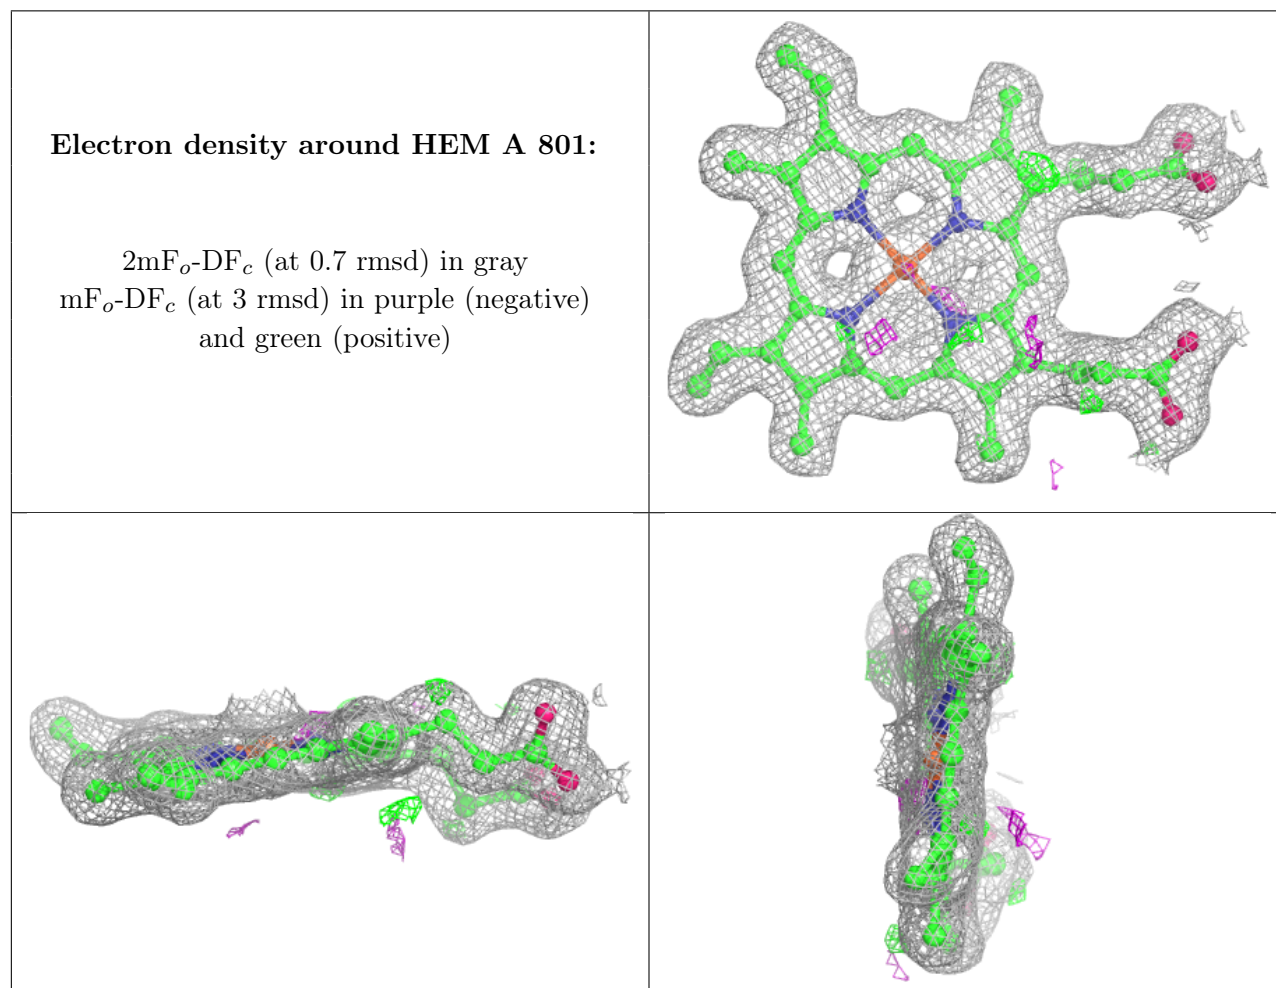 Electron density around HEM A 801:
2mFo-DFc (at 0.7 rmsd) in gray
mFo-DFc (at 3 rmsd) in purple (negative)
and green (positive)